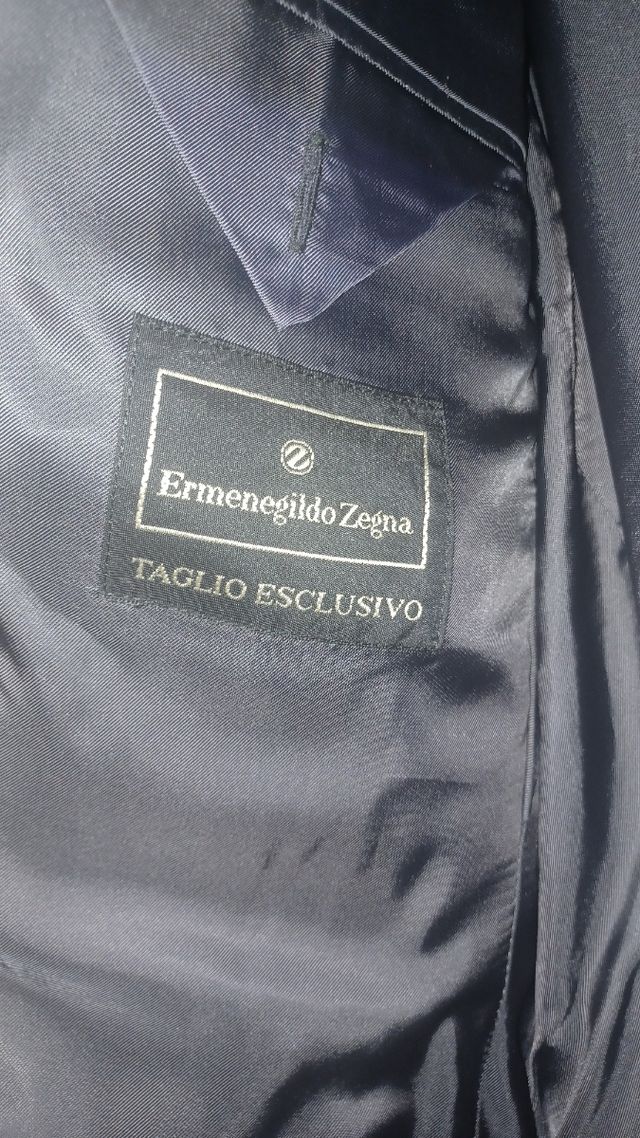 Ermenegildo Zegna
TAGLIO ESCLUSIVO